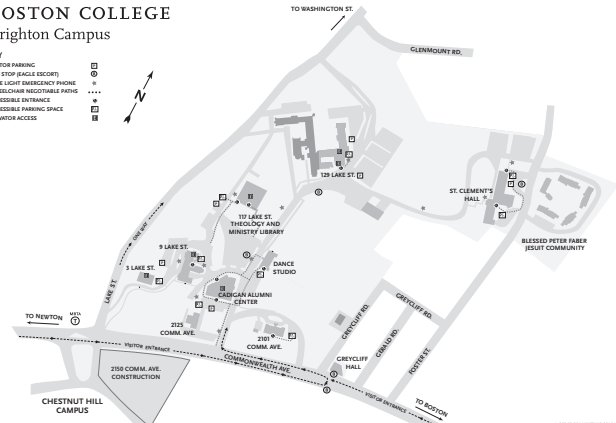 OSTON COLLEGE
righton Campus
Y
TOR PARKING
STOP (EAGLE ESCORT)
E LIGHT EMERGENCY PHONE
EELCHAIR NEGOTIABLE PATHS
ESSIBLE ENTRANCE
ESSIBLE PARKING SPACE
VATOR ACCESS
N
TO WASHINGTON ST.
GLENMOUNT RD.
129 LAKE ST.
ST. CLEMENT'S
HALL
BLESSED PETER FABER
JESUIT COMMUNITY
117 LAKE ST.
THEOLOGY AND
MINISTRY LIBRARY
ONE WAY
9 LAKE ST.
3 LAKE ST.
LAKE ST.
DANCE
STUDIO
CADIGAN ALUMNI
CENTER
2125
COMM. AVE.
2101
COMM. AVE.
GREYCLIFF RD.
GREYCLIFF RD.
GERALD RD.
FOSTER ST.
GREYCLIFF
HALL
TO NEWTON
MBTA
T
VISITOR ENTRANCE
COMMONWEALTH AVE.
VISITOR ENTRANCE
TO BOSTON
2150 COMM. AVE.
CONSTRUCTION
CHESTNUT HILL
CAMPUS